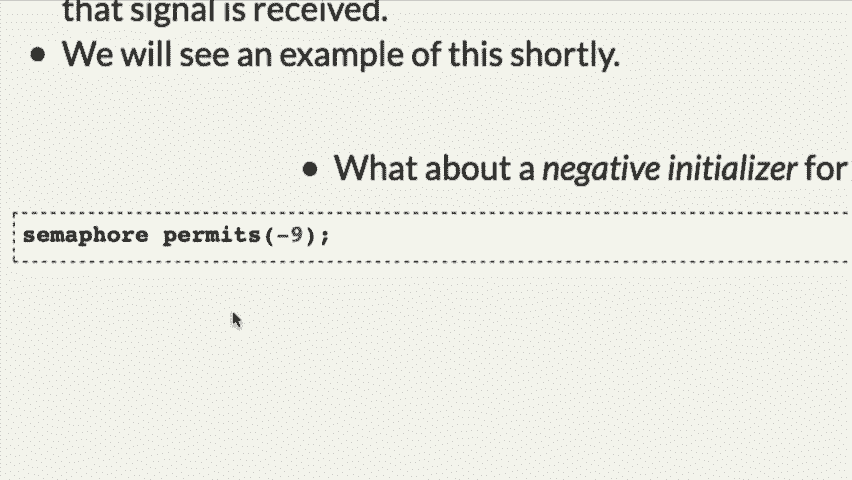 that signal is received.
• We will see an example of this shortly.
• What about a negative initializer for
semaphore permits(-9);